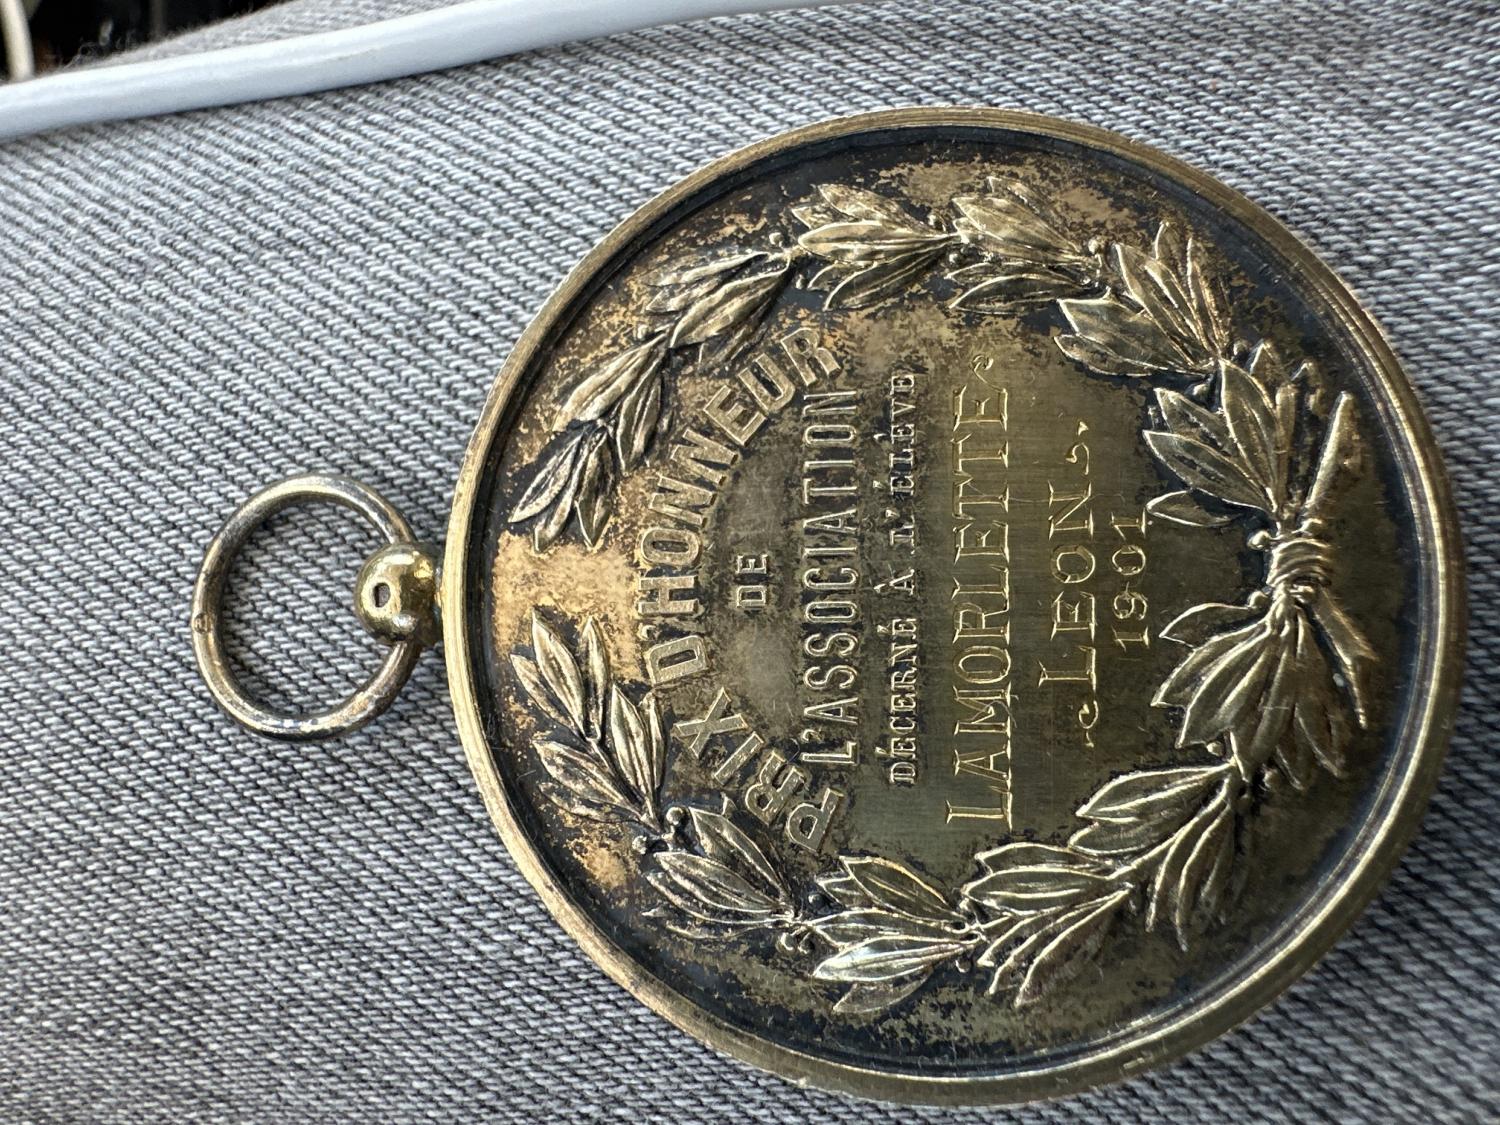 PRIX D'HONNEUR
DE
L'ASSOCIATION
DÉCERNÉ À L'ÉLÈVE
LAMORLETTE
LEON
1901